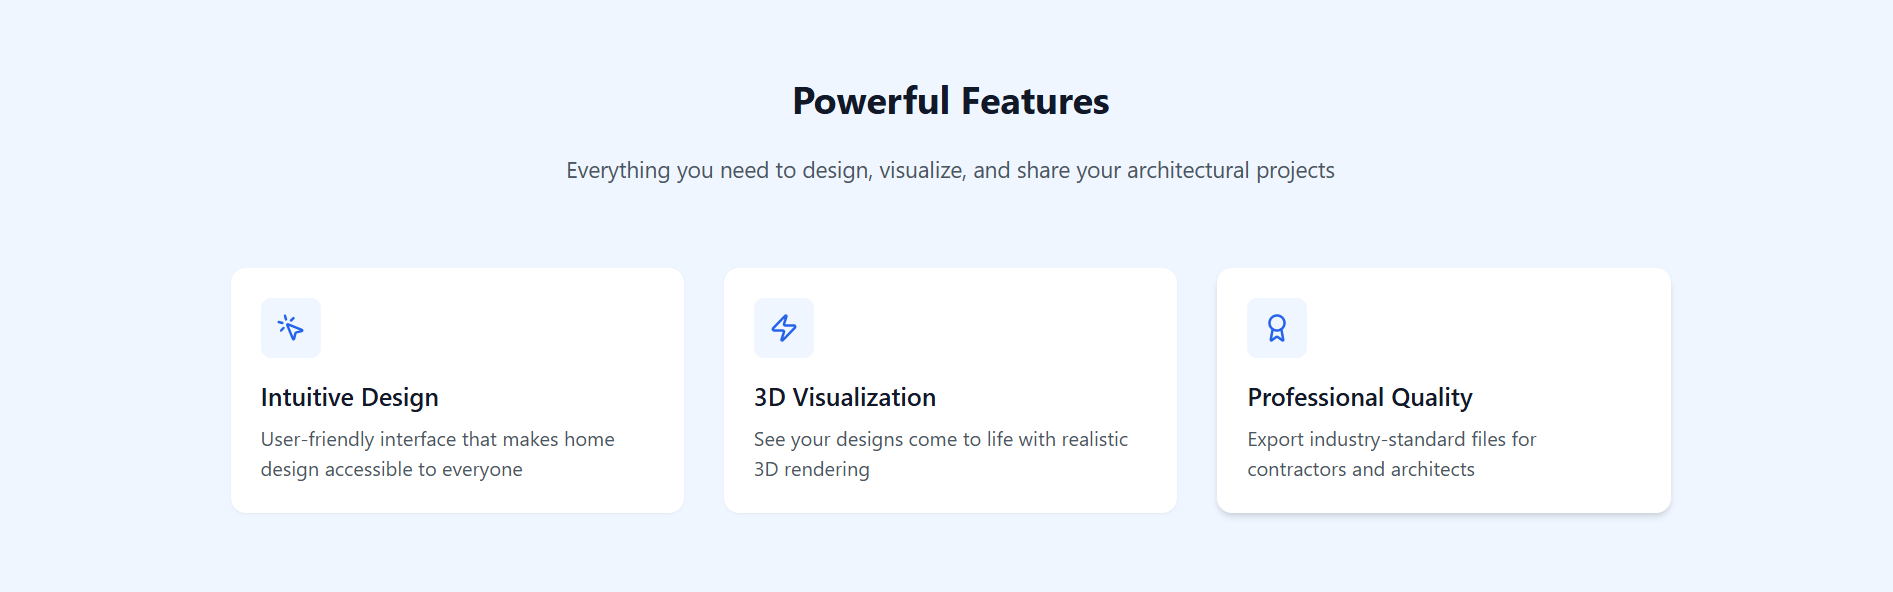 Powerful Features
Everything you need to design, visualize, and share your architectural projects
Intuitive Design
User-friendly interface that makes home
design accessible to everyone
3D Visualization
See your designs come to life with realistic
3D rendering
Professional Quality
Export industry-standard files for
contractors and architects